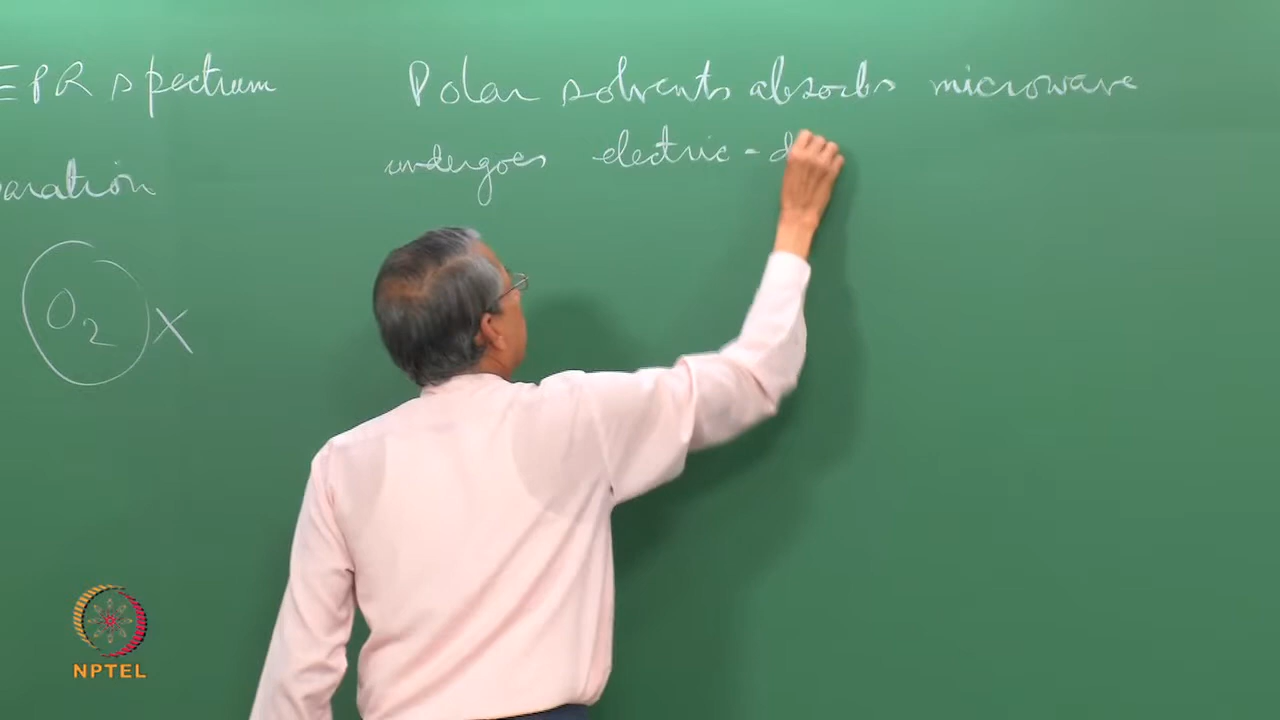 EPR spectrum
aration
O2 X
Polar solvents absorbs microwave
undergoes electric - d
NPTEL